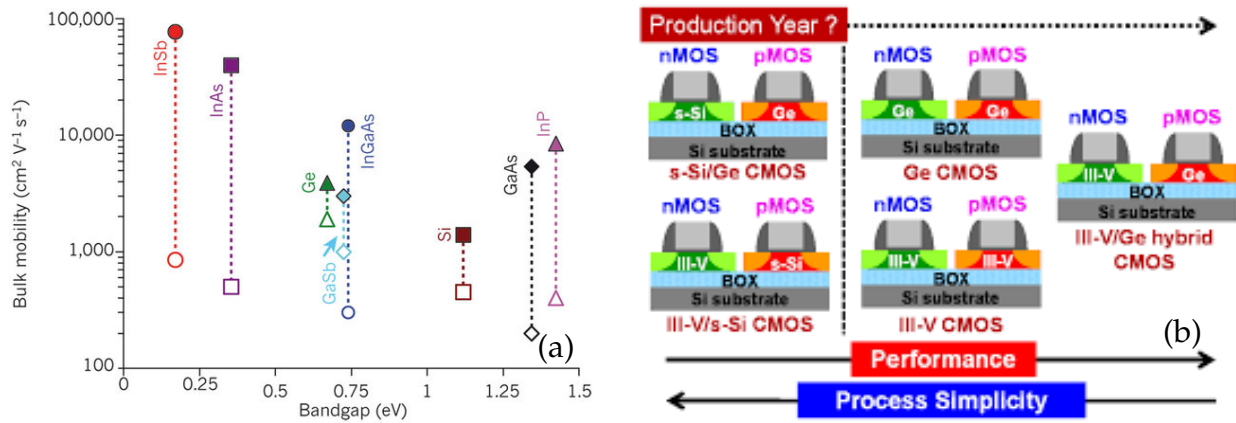 100,000
10,000
1,000
100
Bulk mobility (cm² V⁻¹ s⁻¹)
InSb
InAs
Ge
GaSb
InGaAs
Si
GaAs
InP
0
0.25
0.5
0.75
1
1.25
1.5
Bandgap (eV)
(a)
Production Year ?
nMOS pMOS
s-Si Ge
BOX
Si substrate
s-Si/Ge CMOS
nMOS pMOS
Ge Ge
BOX
Si substrate
Ge CMOS
nMOS pMOS
III-V Ge
BOX
Si substrate
III-V/Ge hybrid
CMOS
nMOS pMOS
III-V s-Si
BOX
Si substrate
III-V/s-Si CMOS
nMOS pMOS
III-V III-V
BOX
Si substrate
III-V CMOS
(b)
Performance
Process Simplicity